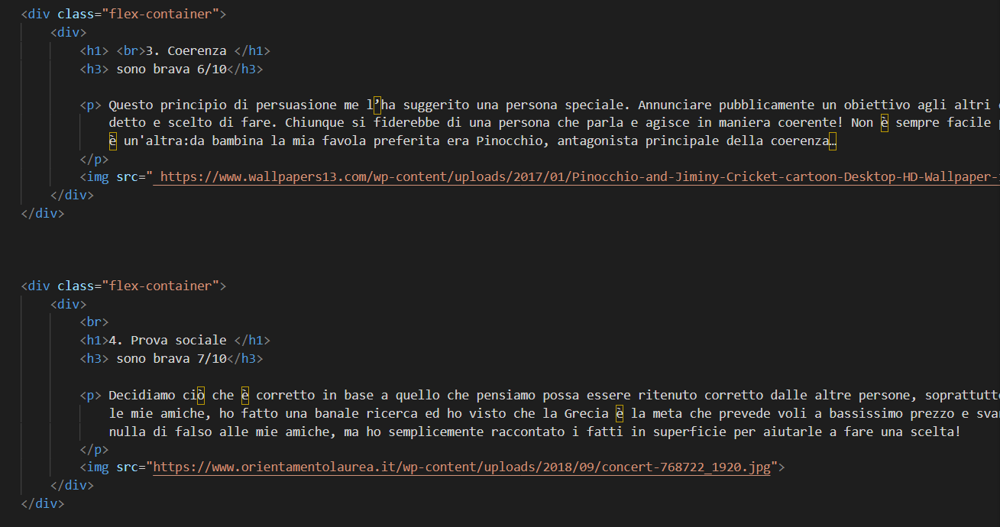 <div class="flex-container">
<div>
<h1> <br>3. Coerenza </h1>
<h3> sono brava 6/10</h3>
<p> Questo principio di persuasione me l’ha suggerito una persona speciale. Annunciare pubblicamente un obiettivo agli altri
detto e scelto di fare. Chiunque si fiderebbe di una persona che parla e agisce in maniera coerente! Non è sempre facile
è un'altra:da bambina la mia favola preferita era Pinocchio, antagonista principale della coerenza…
</p>
<img src=" https://www.wallpapers13.com/wp-content/uploads/2017/01/Pinocchio-and-Jiminy-Cricket-cartoon-Desktop-HD-Wallpaper-
</div>
</div>
<div class="flex-container">
<div>
<br>
<h1>4. Prova sociale </h1>
<h3> sono brava 7/10</h3>
<p> Decidiamo ciò che è corretto in base a quello che pensiamo possa essere ritenuto corretto dalle altre persone, soprattutto
le mie amiche, ho fatto una banale ricerca ed ho visto che la Grecia è la meta che prevede voli a bassissimo prezzo e
nulla di falso alle mie amiche, ma ho semplicemente raccontato i fatti in superficie per aiutarle a fare una scelta!
</p>
<img src="https://www.orientamentolaurea.it/wp-content/uploads/2018/09/concert-768722_1920.jpg">
</div>
</div>